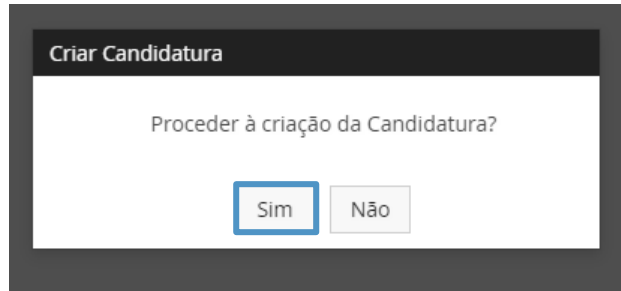 Criar Candidatura
Proceder à criação da Candidatura?
Sim Não